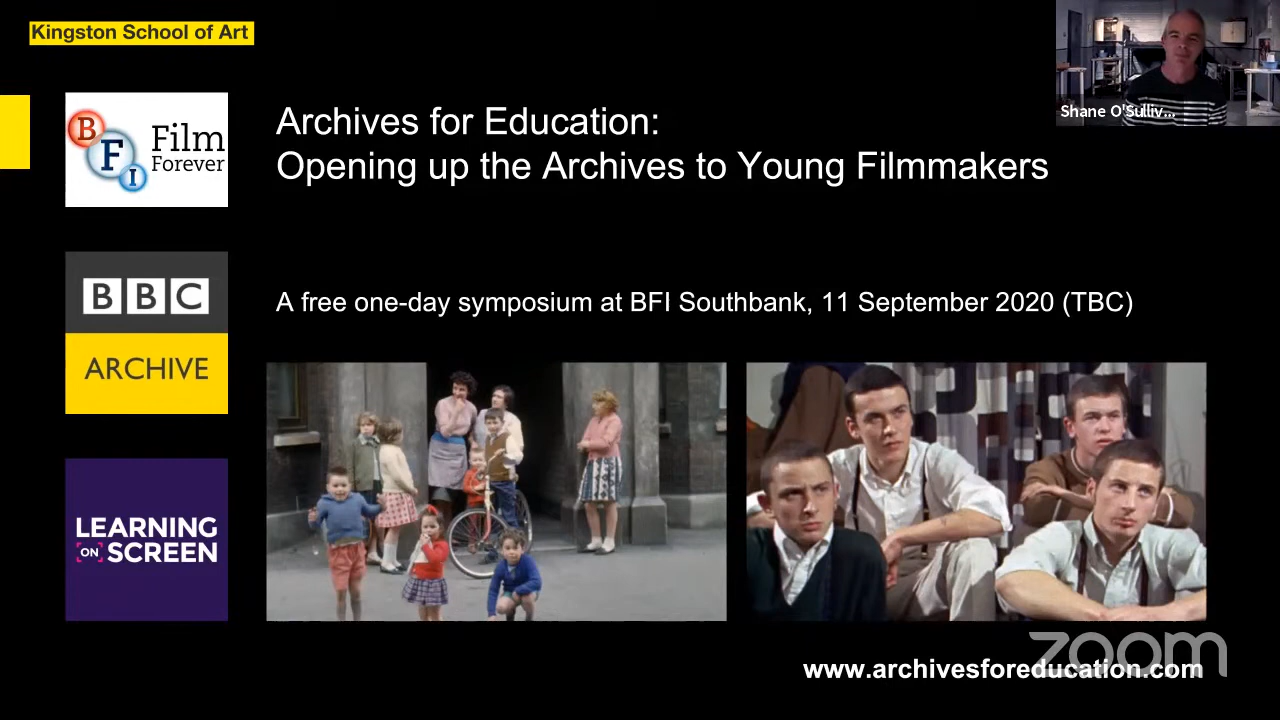 Kingston School of Art
Shane O'Sulliv...
BFI Film
Forever
Archives for Education:
Opening up the Archives to Young Filmmakers
BBC
ARCHIVE
A free one-day symposium at BFI Southbank, 11 September 2020 (TBC)
LEARNING
ON SCREEN
zoom
www.archivesforeducation.com